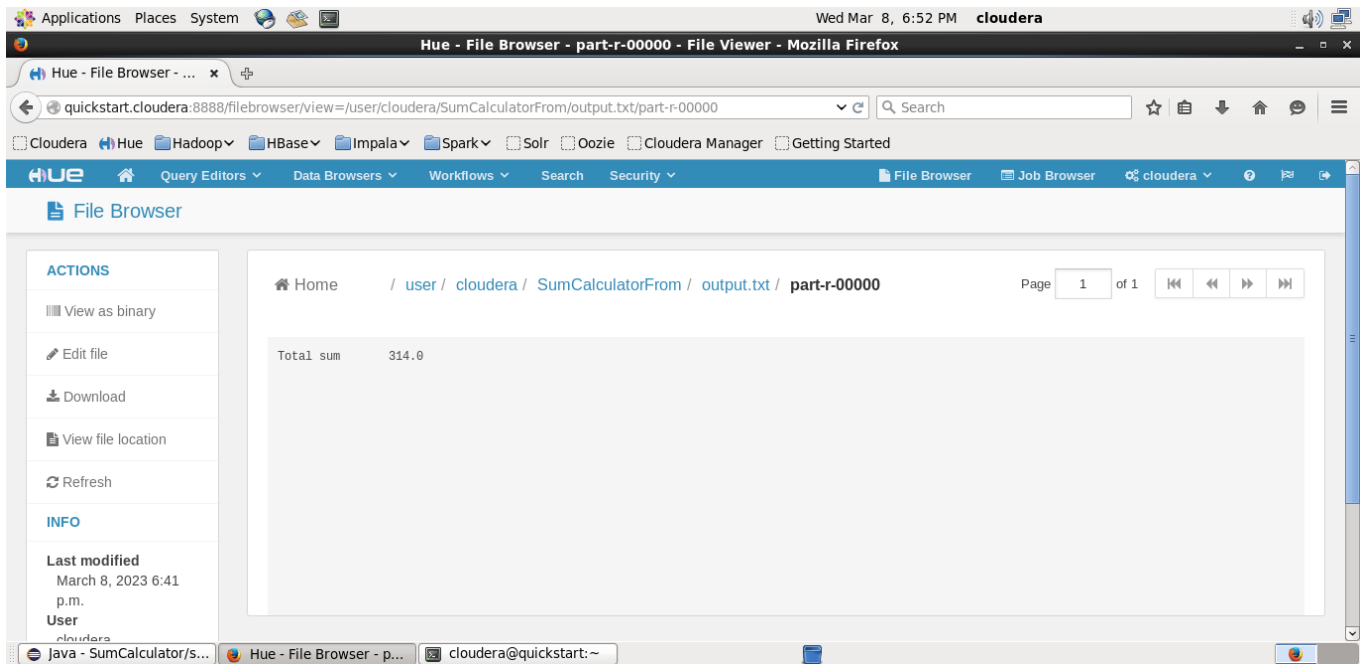 Applications Places System Wed Mar 8, 6:52 PM cloudera
Hue - File Browser - part-r-00000 - File Viewer - Mozilla Firefox
Hue - File Browser - ...
quickstart.cloudera:8888/filebrowser/view=/user/cloudera/SumCalculatorFrom/output.txt/part-r-00000 Search
Cloudera Hue Hadoop HBase Impala Spark Solr Oozie Cloudera Manager Getting Started
HUE Query Editors Data Browsers Workflows Search Security File Browser Job Browser cloudera
File Browser
ACTIONS
Home / user / cloudera / SumCalculatorFrom / output.txt / part-r-00000 Page 1 of 1
View as binary
Edit file
Total sum 314.0
Download
View file location
Refresh
INFO
Last modified
March 8, 2023 6:41
p.m.
User
cloudera
Java - SumCalculator/s... Hue - File Browser - p... cloudera@quickstart:~